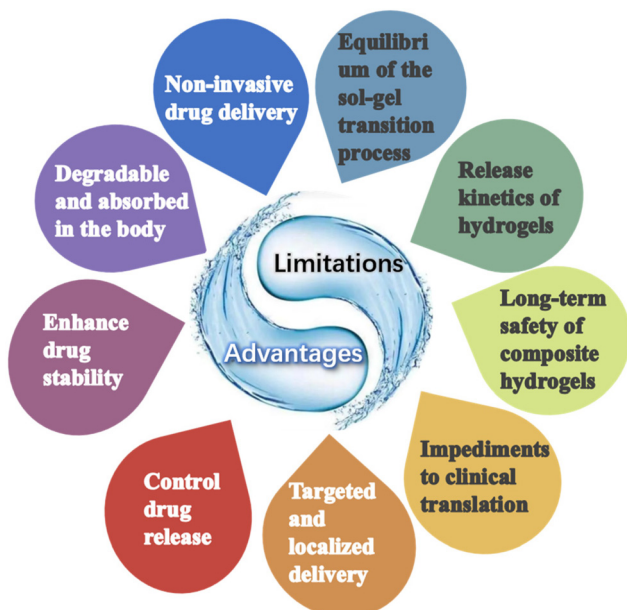 Non-invasive
drug delivery
Equilibri
um of the
sol-gel
transition
process
Degradable
and absorbed
in the body
Release
kinetics of
hydrogels
Limitations
Advantages
Enhance
drug
stability
Long-term
safety of
composite
hydrogels
Control
drug
release
Targeted
and
localized
delivery
Impediments
to clinical
translation